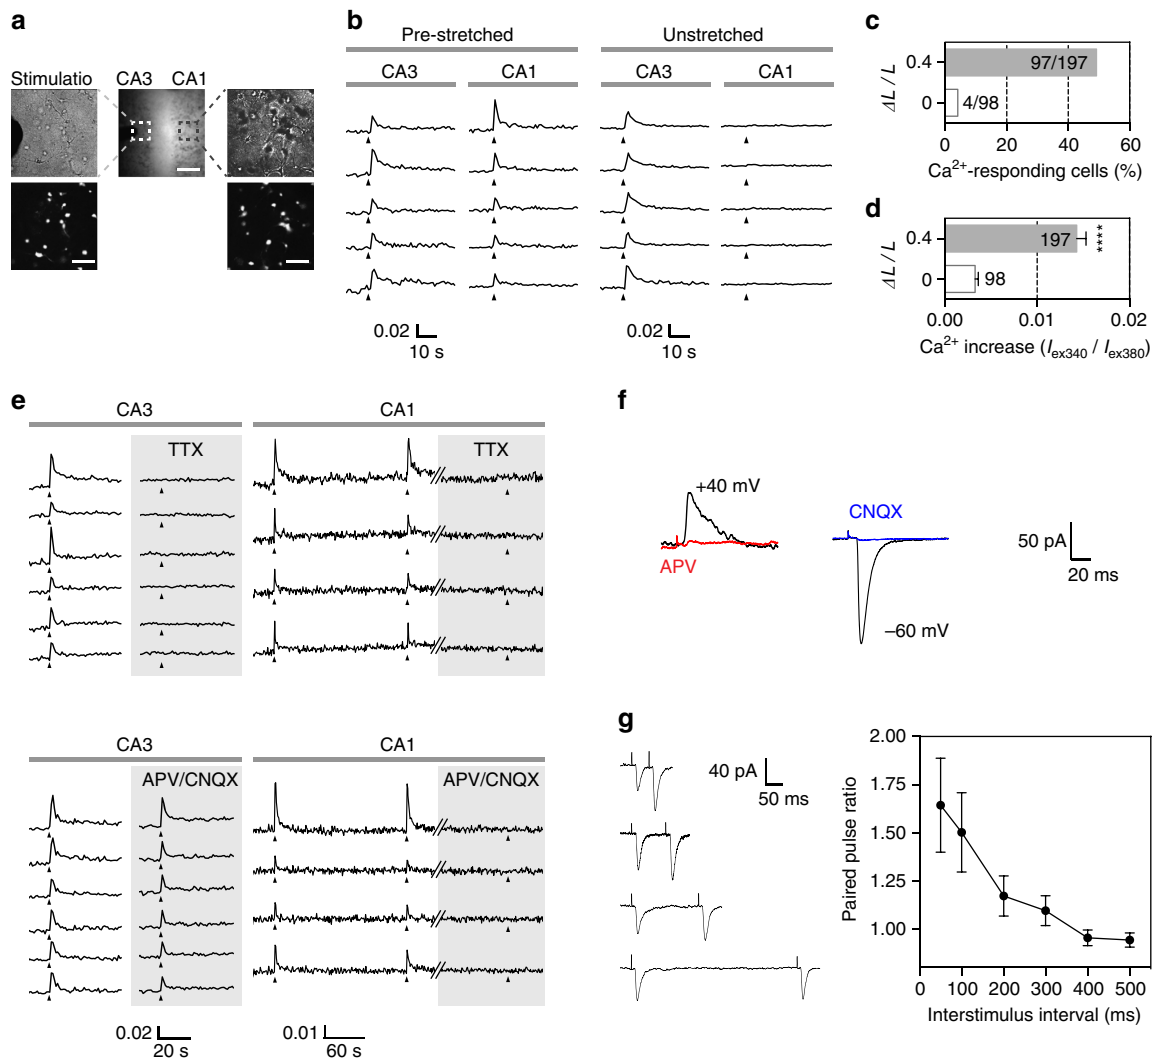 a
Stimulatio CA3 CA1
b
Pre-stretched Unstretched
CA3 CA1 CA3 CA1
0.02 0.02
10 s 10 s
c
ΔL / L
0.4 97/197
0 4/98
0 20 40 60
Ca2+-responding cells (%)
d
ΔL / L
0.4 197 ****
0 98
0.00 0.01 0.02
Ca2+ increase (Iex340 / Iex380)
e
CA3 CA1
TTX TTX
CA3 CA1
APV/CNQX APV/CNQX
0.02 0.01
20 s 60 s
f
+40 mV
APV
CNQX
–60 mV
50 pA
20 ms
g
40 pA
50 ms
Paired pulse ratio
2.00
1.75
1.50
1.25
1.00
0 100 200 300 400 500
Interstimulus interval (ms)